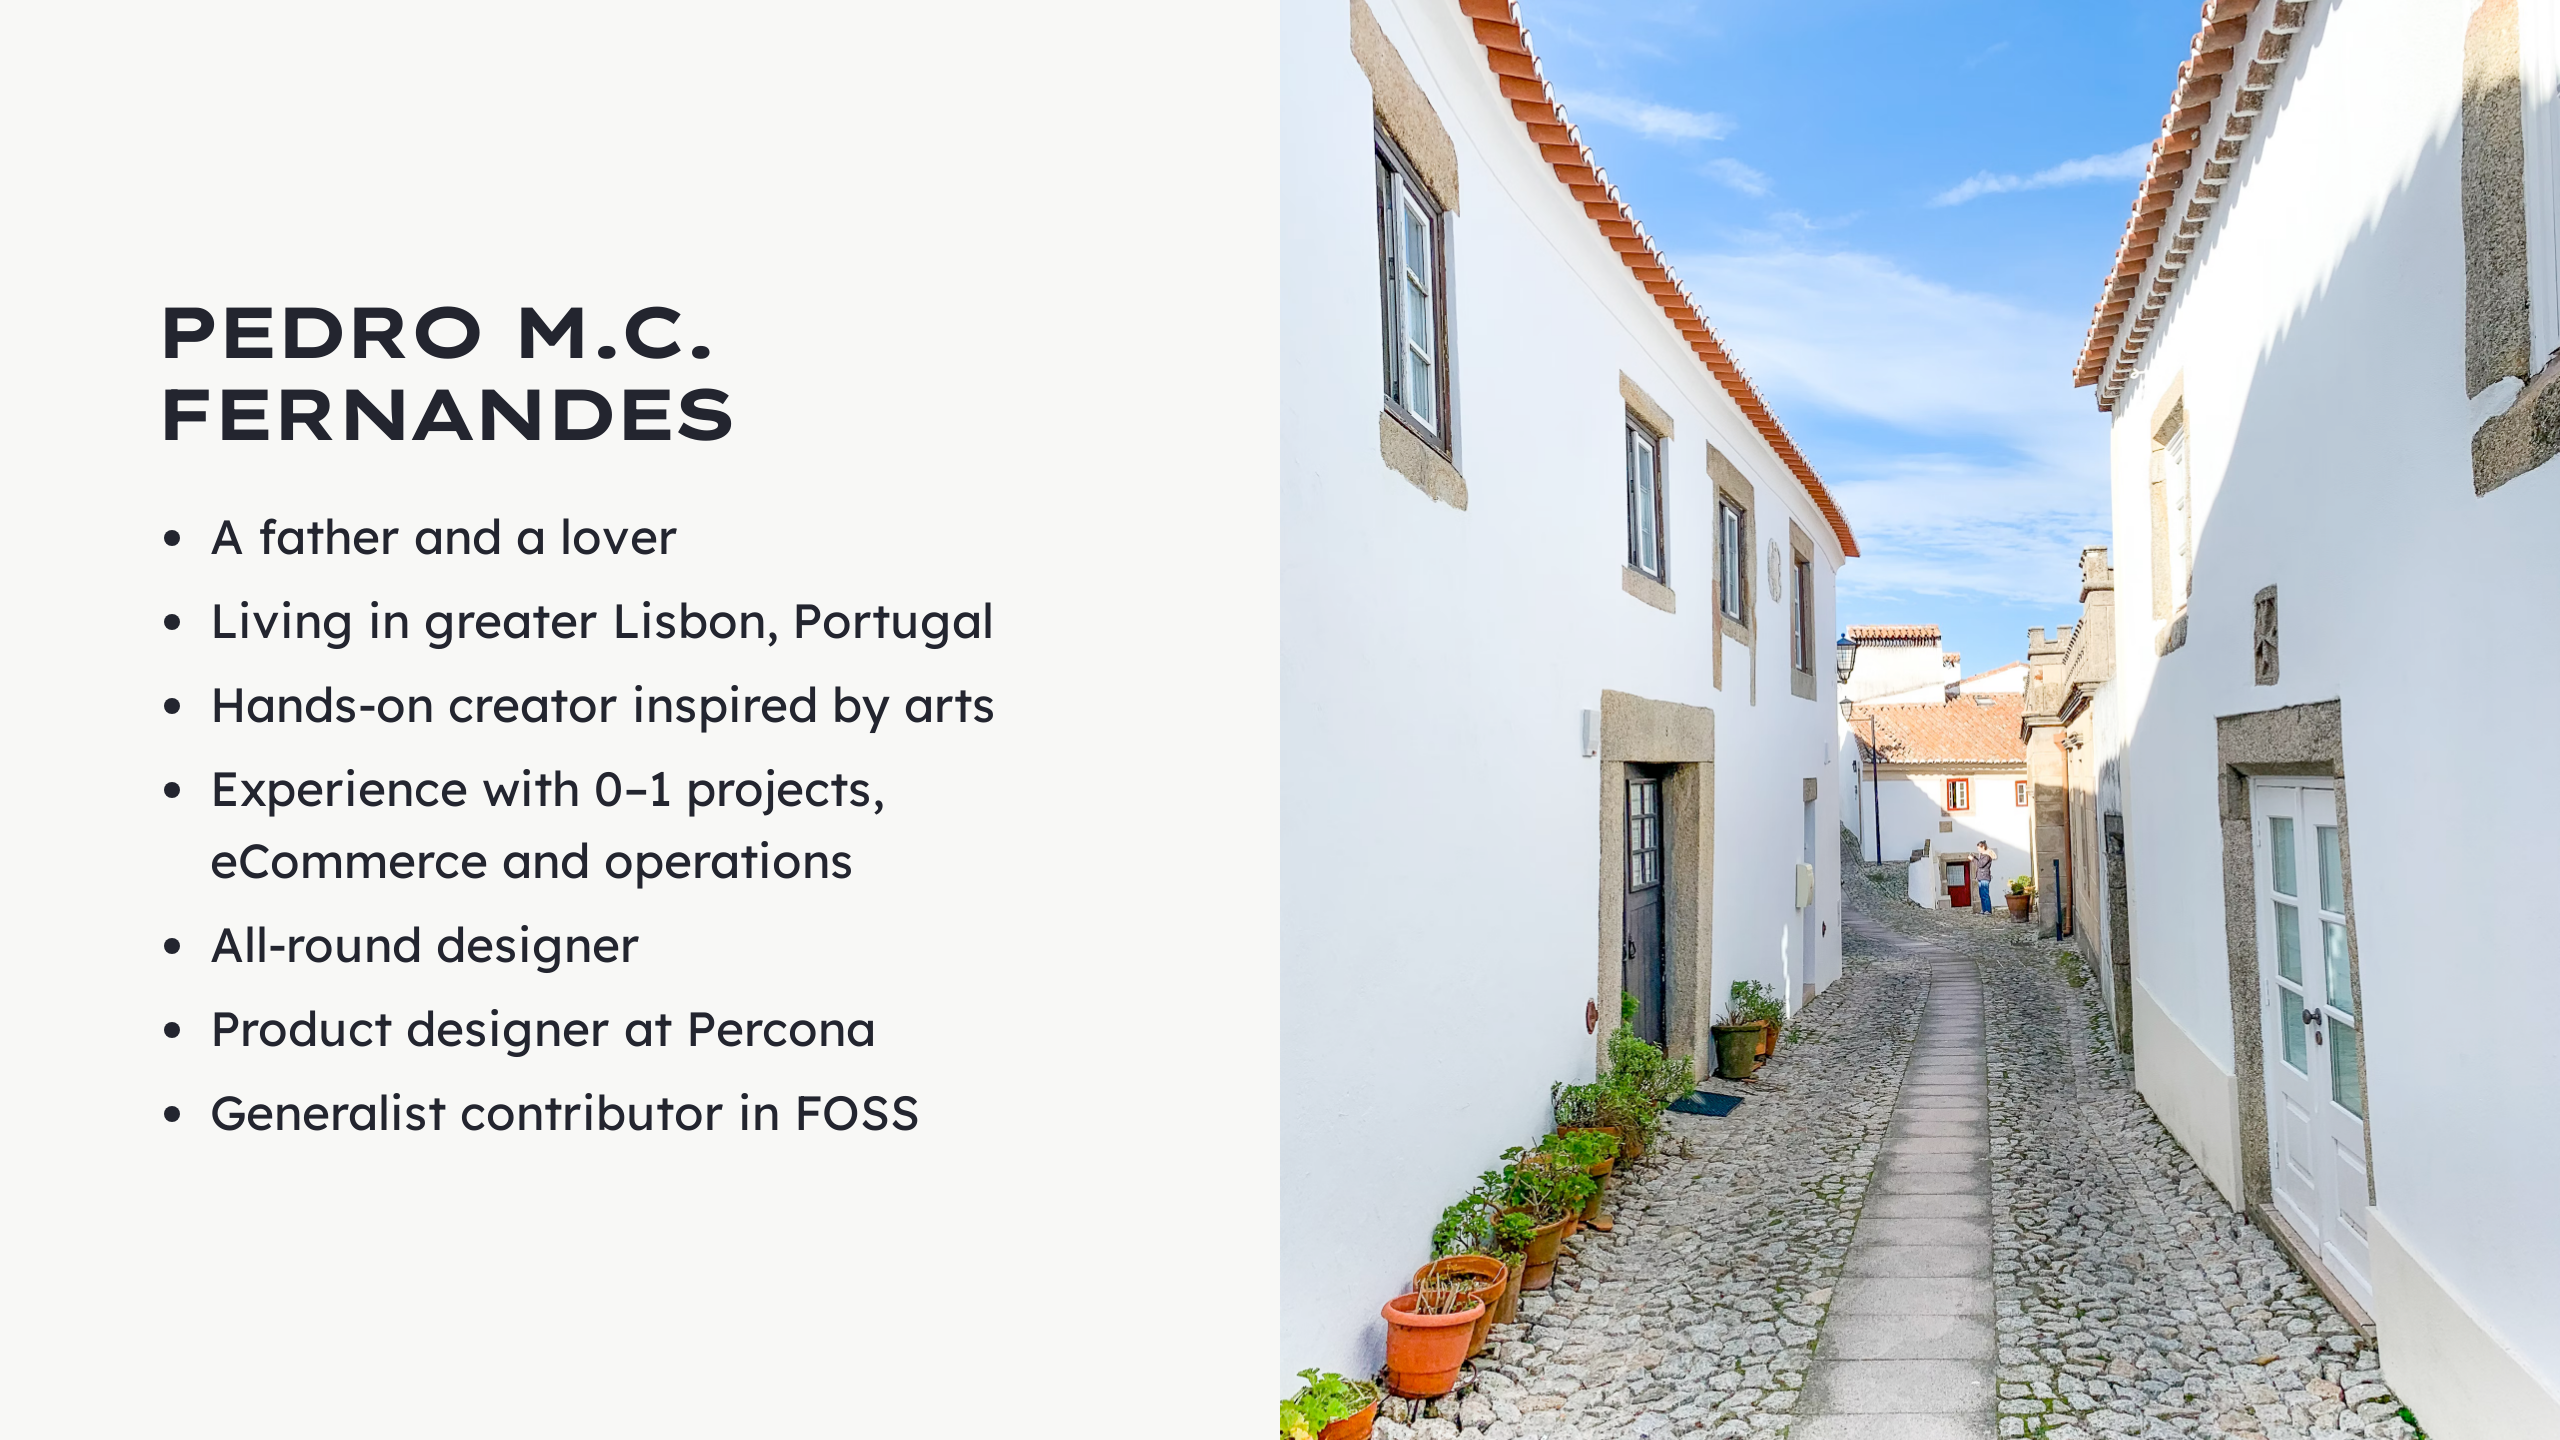 PEDRO M.C.
FERNANDES
• A father and a lover
• Living in greater Lisbon, Portugal
• Hands-on creator inspired by arts
• Experience with 0–1 projects,
eCommerce and operations
• All-round designer
• Product designer at Percona
• Generalist contributor in FOSS